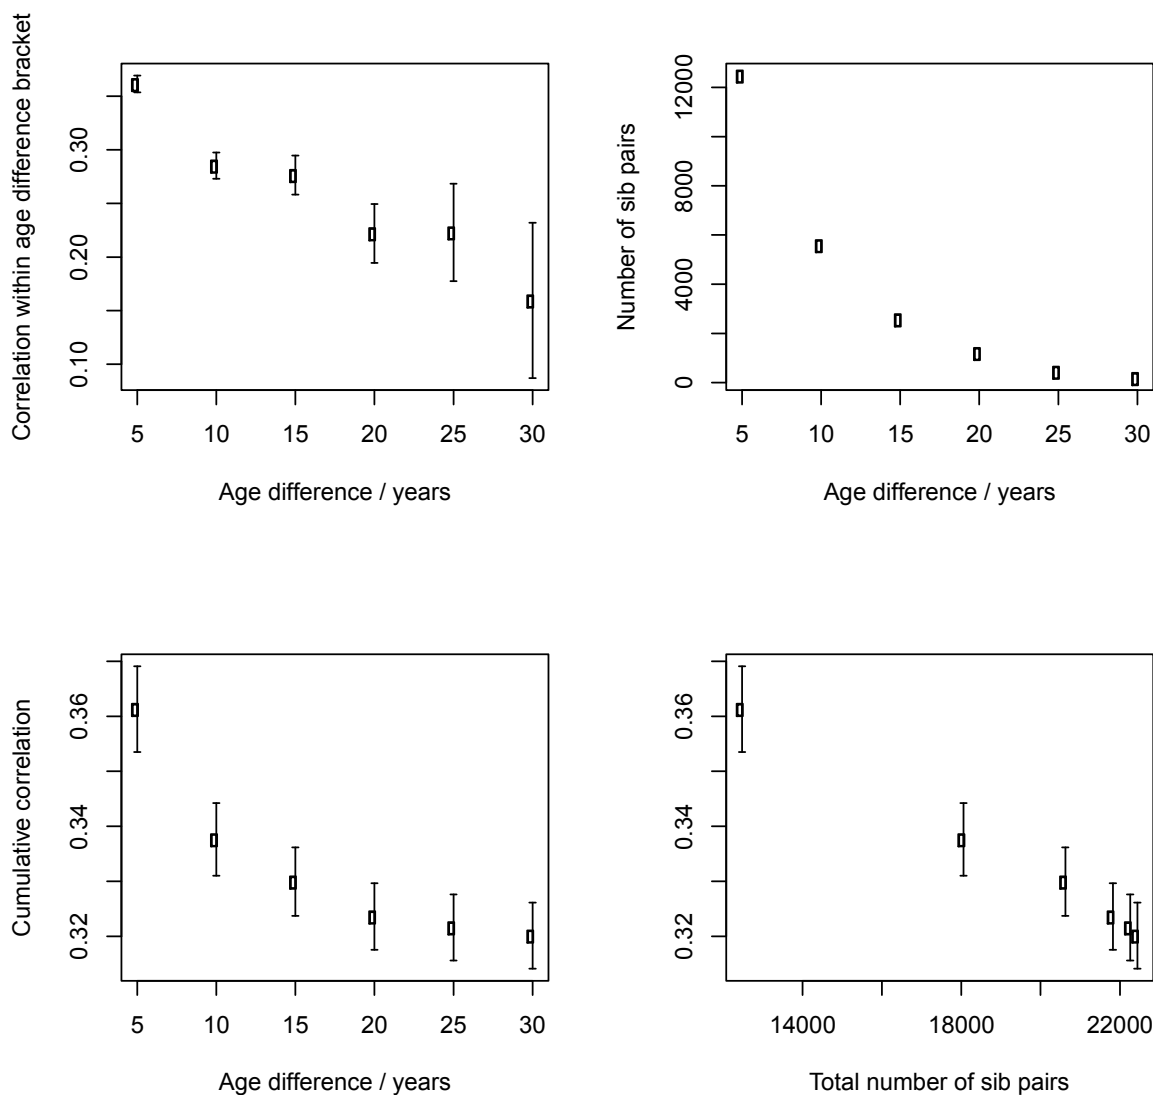 Correlation within age difference bracket
0.30
0.20
0.10
5 10 15 20 25 30
Age difference / years
Number of sib pairs
12000
8000
4000
0
5 10 15 20 25 30
Age difference / years
Cumulative correlation
0.36
0.34
0.32
5 10 15 20 25 30
Age difference / years
0.36
0.34
0.32
14000 18000 22000
Total number of sib pairs